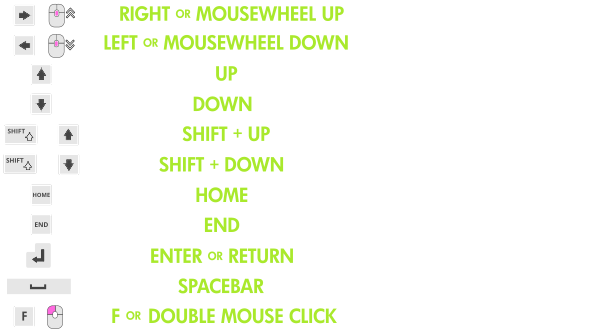 RIGHT OR MOUSEWHEEL UP
LEFT OR MOUSEWHEEL DOWN
UP
DOWN
SHIFT SHIFT + UP
SHIFT SHIFT + DOWN
HOME HOME
END END
ENTER OR RETURN
SPACEBAR
F F OR DOUBLE MOUSE CLICK